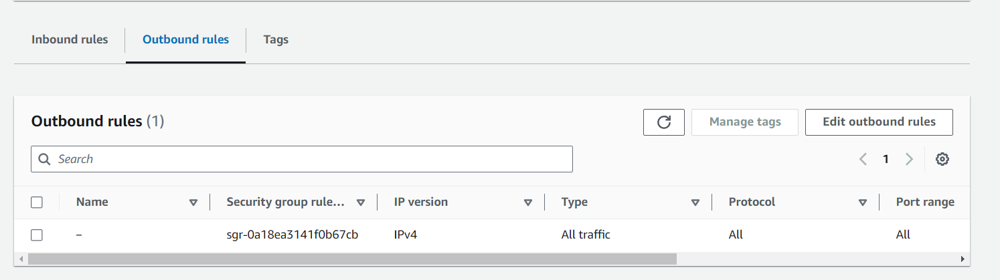 Inbound rules Outbound rules Tags
Outbound rules (1) Manage tags Edit outbound rules
Search 1
Name Security group rule... IP version Type Protocol Port range
– sgr-0a18ea3141f0b67cb IPv4 All traffic All All